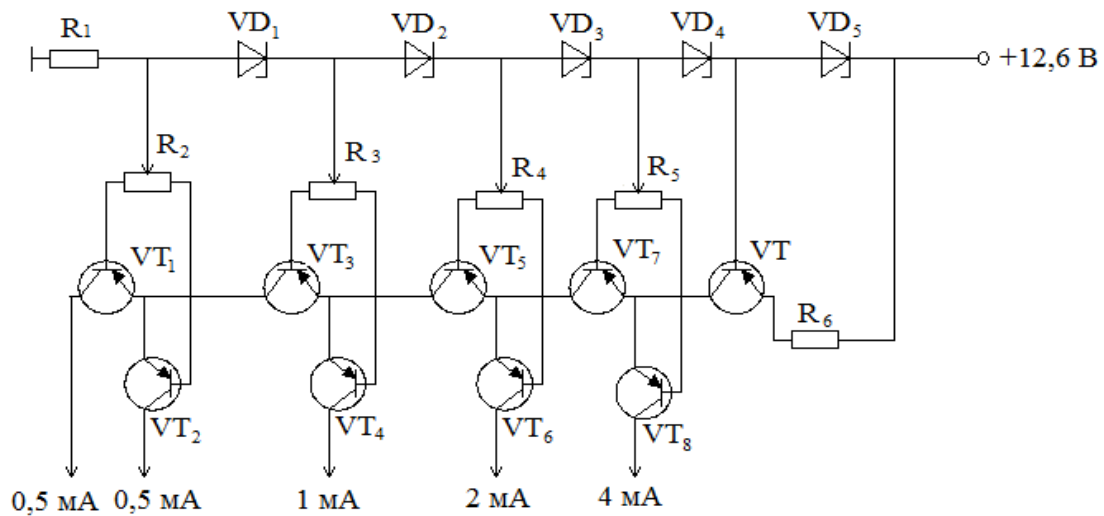 R1
VD1
VD2
VD3
VD4
VD5
+12,6 В
R2
R3
R4
R5
VT1
VT3
VT5
VT7
VT
R6
VT2
VT4
VT6
VT8
0,5 мА
0,5 мА
1 мА
2 мА
4 мА